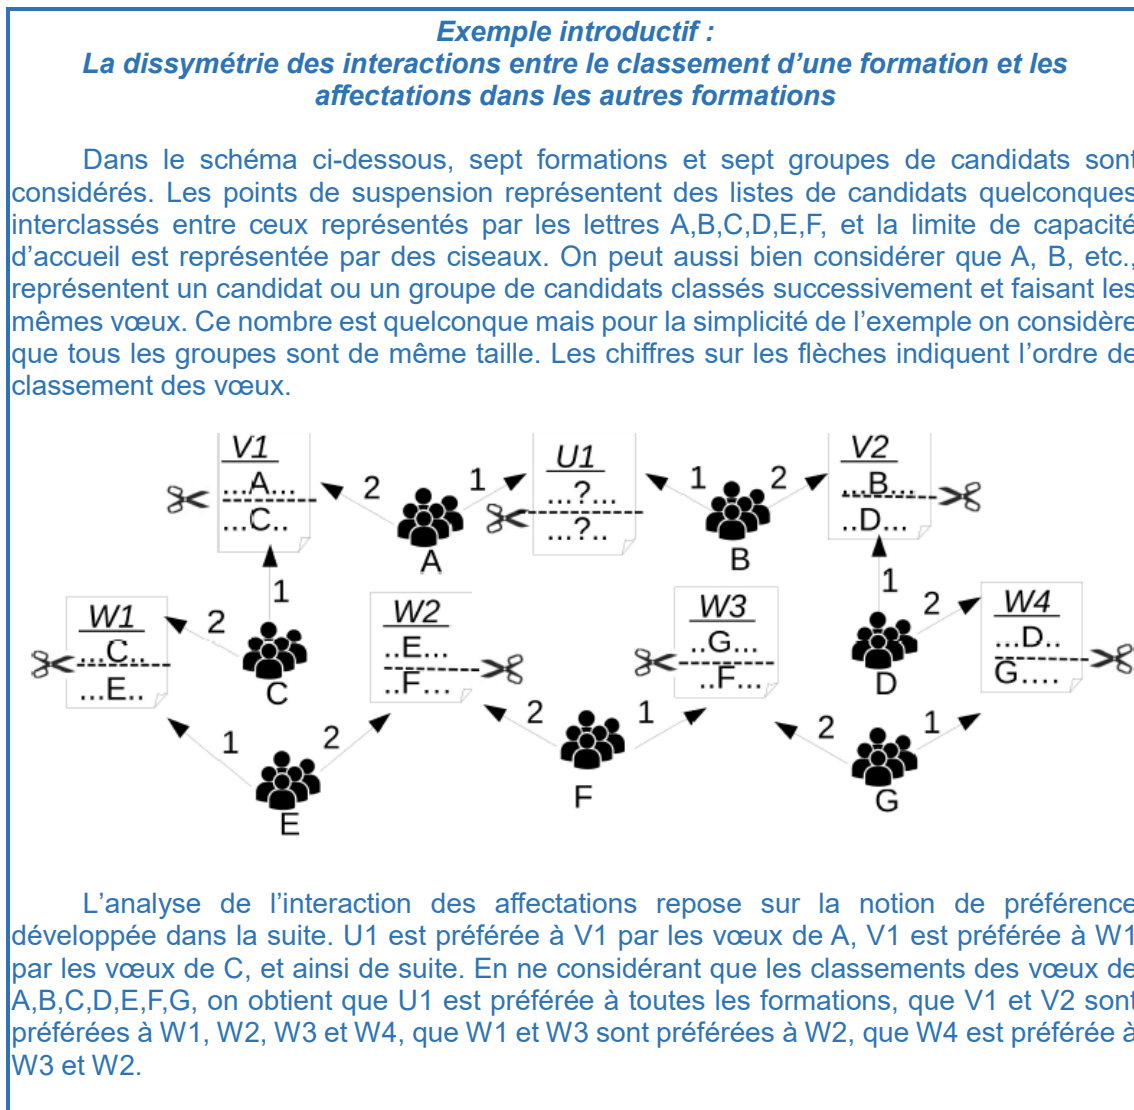 Exemple introductif :
La dissymétrie des interactions entre le classement d’une formation et les
affectations dans les autres formations
Dans le schéma ci-dessous, sept formations et sept groupes de candidats sont
considérés. Les points de suspension représentent des listes de candidats quelconques
interclassés entre ceux représentés par les lettres A,B,C,D,E,F, et la limite de capacité
d’accueil est représentée par des ciseaux. On peut aussi bien considérer que A, B, etc.,
représentent un candidat ou un groupe de candidats classés successivement et faisant les
mêmes vœux. Ce nombre est quelconque mais pour la simplicité de l’exemple on considère
que tous les groupes sont de même taille. Les chiffres sur les flèches indiquent l’ordre de
classement des vœux.
V1
...A...
...C..
2
1
A
U1
...?...
...?..
1
2
B
V2
...B...
..D...
1
1
W1
...C..
...E..
2
C
W2
..E...
..F...
W3
..G...
..F...
2
D
W4
...D..
G....
1
2
E
2
1
F
2
1
G
L’analyse de l’interaction des affectations repose sur la notion de préférence
développée dans la suite. U1 est préférée à V1 par les vœux de A, V1 est préférée à W1
par les vœux de C, et ainsi de suite. En ne considérant que les classements des vœux de
A,B,C,D,E,F,G, on obtient que U1 est préférée à toutes les formations, que V1 et V2 sont
préférées à W1, W2, W3 et W4, que W1 et W3 sont préférées à W2, que W4 est préférée à
W3 et W2.